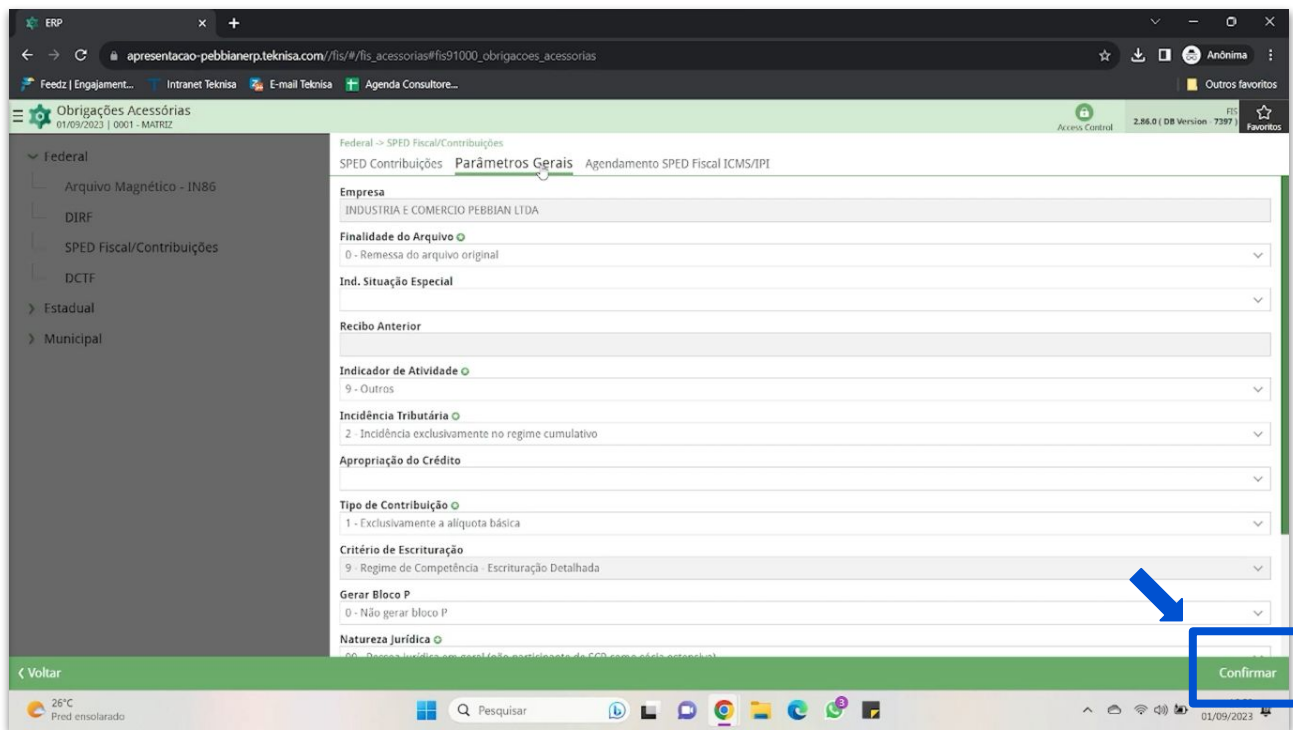 ERP
apresentacao-pebbianerp.teknisa.com//fis/#/fis_acessorias#fis91000_obrigacoes_acessorias
Anônima
Feedz | Engajament...
Intranet Teknisa
E-mail Teknisa
Agenda Consultore...
Outros favoritos
Obrigações Acessórias
01/09/2023 | 0001 - MATRIZ
Access Control
FIS
2.86.0 ( DB Version - 7397 )
Favoritos
Federal
Arquivo Magnético - IN86
DIRF
SPED Fiscal/Contribuições
DCTF
Estadual
Municipal
Federal -> SPED Fiscal/Contribuições
SPED Contribuições Parâmetros Gerais Agendamento SPED Fiscal ICMS/IPI
Empresa
INDUSTRIA E COMERCIO PEBBIAN LTDA
Finalidade do Arquivo
0 - Remessa do arquivo original
Ind. Situação Especial
Recibo Anterior
Indicador de Atividade
9 - Outros
Incidência Tributária
2 - Incidência exclusivamente no regime cumulativo
Apropriação do Crédito
Tipo de Contribuição
1 - Exclusivamente a alíquota básica
Critério de Escrituração
9 - Regime de Competência - Escrituração Detalhada
Gerar Bloco P
0 - Não gerar bloco P
Natureza Jurídica
Voltar
Confirmar
26°C
Pred ensolarado
Pesquisar
3
01/09/2023